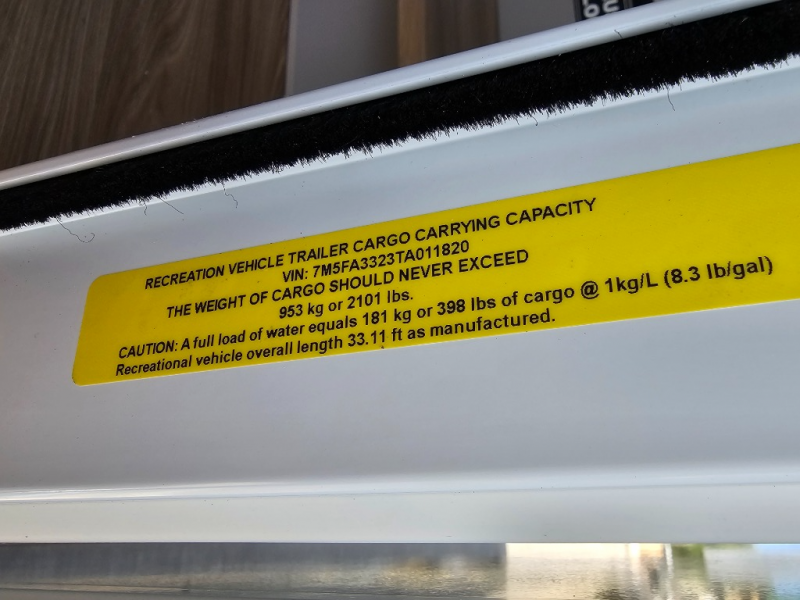 RECREATION VEHICLE TRAILER CARGO CARRYING CAPACITY
VIN: 7M5FA3323TA011820
THE WEIGHT OF CARGO SHOULD NEVER EXCEED
953 kg or 2101 lbs.
CAUTION: A full load of water equals 181 kg or 398 lbs of cargo @ 1kg/L (8.3 lb/gal)
Recreational vehicle overall length 33.11 ft as manufactured.